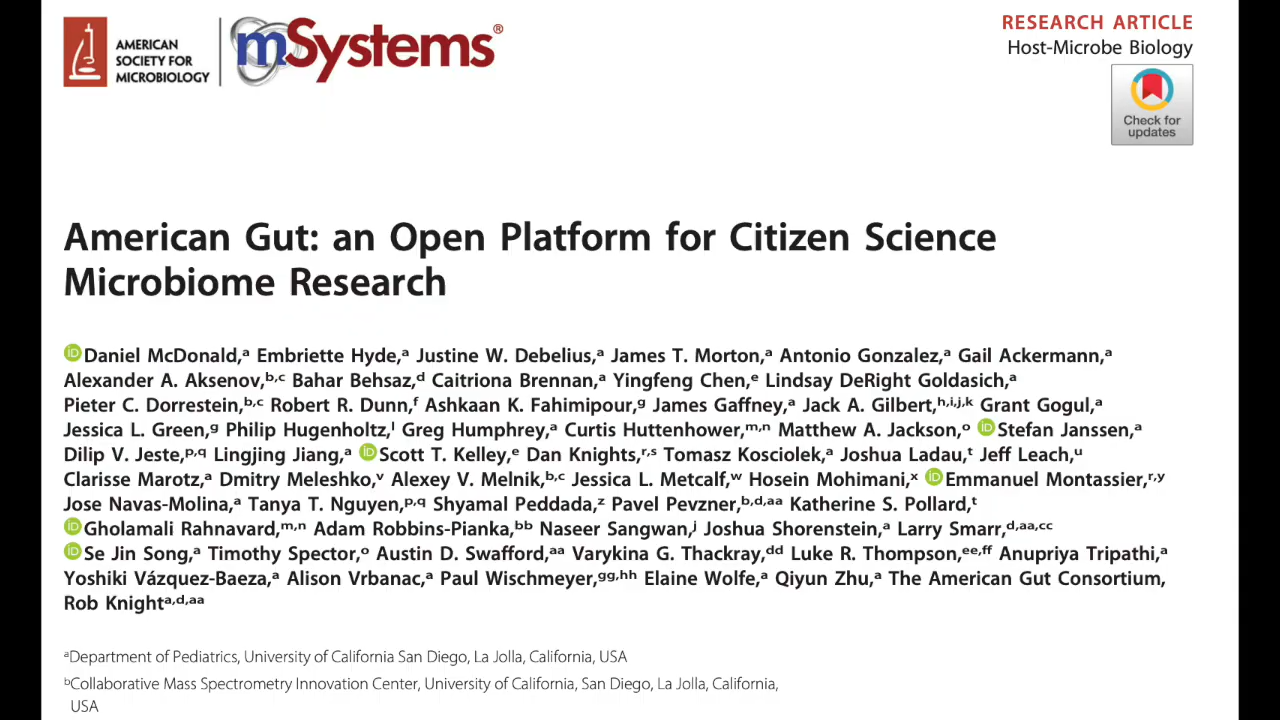 AMERICAN
SOCIETY FOR
MICROBIOLOGY
mSystems®
RESEARCH ARTICLE
Host-Microbe Biology
Check for
updates
American Gut: an Open Platform for Citizen Science
Microbiome Research
iD Daniel McDonald,ᵃ Embriette Hyde,ᵃ Justine W. Debelius,ᵃ James T. Morton,ᵃ Antonio Gonzalez,ᵃ Gail Ackermann,ᵃ
Alexander A. Aksenov,ᵇ,ᶜ Bahar Behsaz,ᵈ Caitriona Brennan,ᵃ Yingfeng Chen,ᵉ Lindsay DeRight Goldasich,ᵃ
Pieter C. Dorrestein,ᵇ,ᶜ Robert R. Dunn,ᶠ Ashkaan K. Fahimipour,ᵍ James Gaffney,ᵃ Jack A. Gilbert,ʰ,ⁱ,ʲ,ᵏ Grant Gogul,ᵃ
Jessica L. Green,ᵍ Philip Hugenholtz,ˡ Greg Humphrey,ᵃ Curtis Huttenhower,ᵐ,ⁿ Matthew A. Jackson,ᵒ iD Stefan Janssen,ᵃ
Dilip V. Jeste,ᵖ,q Lingjing Jiang,ᵃ iD Scott T. Kelley,ᵉ Dan Knights,ʳ,ˢ Tomasz Kosciolek,ᵃ Joshua Ladau,ᵗ Jeff Leach,ᵘ
Clarisse Marotz,ᵃ Dmitry Meleshko,ᵛ Alexey V. Melnik,ᵇ,ᶜ Jessica L. Metcalf,ʷ Hosein Mohimani,ˣ iD Emmanuel Montassier,ʳ,ʸ
Jose Navas-Molina,ᵃ Tanya T. Nguyen,ᵖ,q Shyamal Peddada,ᶻ Pavel Pevzner,ᵇ,ᵈ,ᵃᵃ Katherine S. Pollard,ᵗ
iD Gholamali Rahnavard,ᵐ,ⁿ Adam Robbins-Pianka,ᵇᵇ Naseer Sangwan,ʲ Joshua Shorenstein,ᵃ Larry Smarr,ᵈ,ᵃᵃ,ᶜᶜ
iD Se Jin Song,ᵃ Timothy Spector,ᵒ Austin D. Swafford,ᵃᵃ Varykina G. Thackray,ᵈᵈ Luke R. Thompson,ᵉᵉ,ᶠᶠ Anupriya Tripathi,ᵃ
Yoshiki Vázquez-Baeza,ᵃ Alison Vrbanac,ᵃ Paul Wischmeyer,ᵍᵍ,ʰʰ Elaine Wolfe,ᵃ Qiyun Zhu,ᵃ The American Gut Consortium,
Rob Knightᵃ,ᵈ,ᵃᵃ
ᵃDepartment of Pediatrics, University of California San Diego, La Jolla, California, USA
ᵇCollaborative Mass Spectrometry Innovation Center, University of California, San Diego, La Jolla, California,
USA